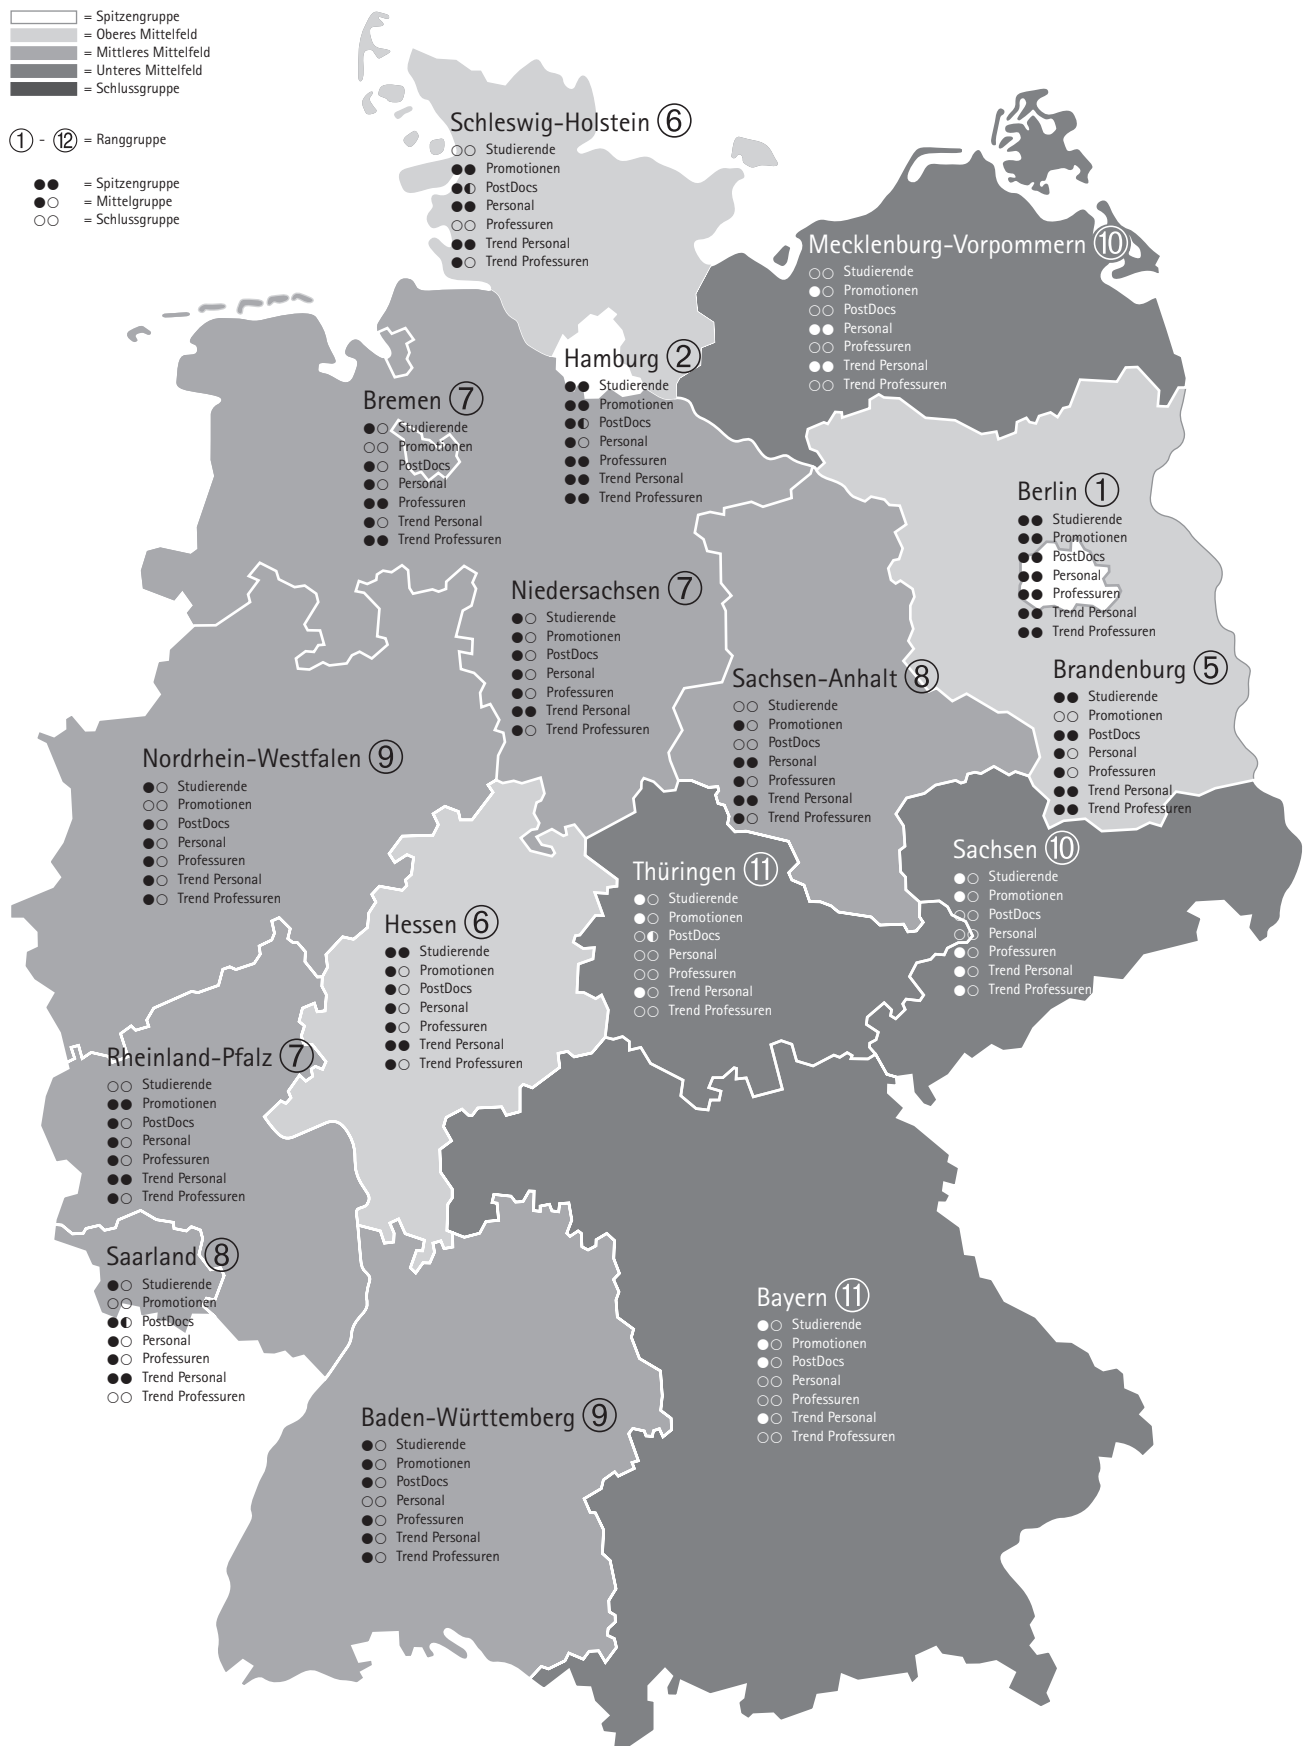 = Spitzengruppe
= Oberes Mittelfeld
= Mittleres Mittelfeld
= Unteres Mittelfeld
= Schlussgruppe
① - ⑫ = Ranggruppe
●● = Spitzengruppe
●○ = Mittelgruppe
○○ = Schlussgruppe
Schleswig-Holstein ⑥
○○ Studierende
●● Promotionen
●◐ PostDocs
●● Personal
○○ Professuren
●● Trend Personal
●○ Trend Professuren
Mecklenburg-Vorpommern ⑩
○○ Studierende
●○ Promotionen
○○ PostDocs
●● Personal
○○ Professuren
●● Trend Personal
○○ Trend Professuren
Hamburg ②
●● Studierende
●● Promotionen
●◐ PostDocs
●○ Personal
●● Professuren
●● Trend Personal
●● Trend Professuren
Bremen ⑦
●○ Studierende
○○ Promotionen
●○ PostDocs
●○ Personal
●● Professuren
●○ Trend Personal
●● Trend Professuren
Berlin ①
●● Studierende
●● Promotionen
●● PostDocs
●● Personal
●● Professuren
●● Trend Personal
●● Trend Professuren
Niedersachsen ⑦
●○ Studierende
●○ Promotionen
●○ PostDocs
●○ Personal
●○ Professuren
●● Trend Personal
●○ Trend Professuren
Brandenburg ⑤
●● Studierende
○○ Promotionen
●● PostDocs
●○ Personal
●○ Professuren
●● Trend Personal
●● Trend Professuren
Sachsen-Anhalt ⑧
○○ Studierende
●○ Promotionen
○○ PostDocs
●● Personal
●○ Professuren
●● Trend Personal
●○ Trend Professuren
Nordrhein-Westfalen ⑨
●○ Studierende
○○ Promotionen
●○ PostDocs
●○ Personal
●○ Professuren
●○ Trend Personal
●○ Trend Professuren
Sachsen ⑩
●○ Studierende
●○ Promotionen
○○ PostDocs
○○ Personal
●○ Professuren
●○ Trend Personal
●○ Trend Professuren
Thüringen ⑪
●○ Studierende
●○ Promotionen
○◐ PostDocs
○○ Personal
○○ Professuren
●○ Trend Personal
○○ Trend Professuren
Hessen ⑥
●● Studierende
●○ Promotionen
●○ PostDocs
●○ Personal
●○ Professuren
●● Trend Personal
●○ Trend Professuren
Rheinland-Pfalz ⑦
○○ Studierende
●● Promotionen
●○ PostDocs
●○ Personal
●○ Professuren
●● Trend Personal
●○ Trend Professuren
Saarland ⑧
●○ Studierende
○○ Promotionen
●◐ PostDocs
●○ Personal
●○ Professuren
●● Trend Personal
○○ Trend Professuren
Bayern ⑪
●○ Studierende
●○ Promotionen
●○ PostDocs
○○ Personal
○○ Professuren
●○ Trend Personal
○○ Trend Professuren
Baden-Württemberg ⑨
●○ Studierende
●○ Promotionen
●○ PostDocs
○○ Personal
●○ Professuren
●○ Trend Personal
●○ Trend Professuren